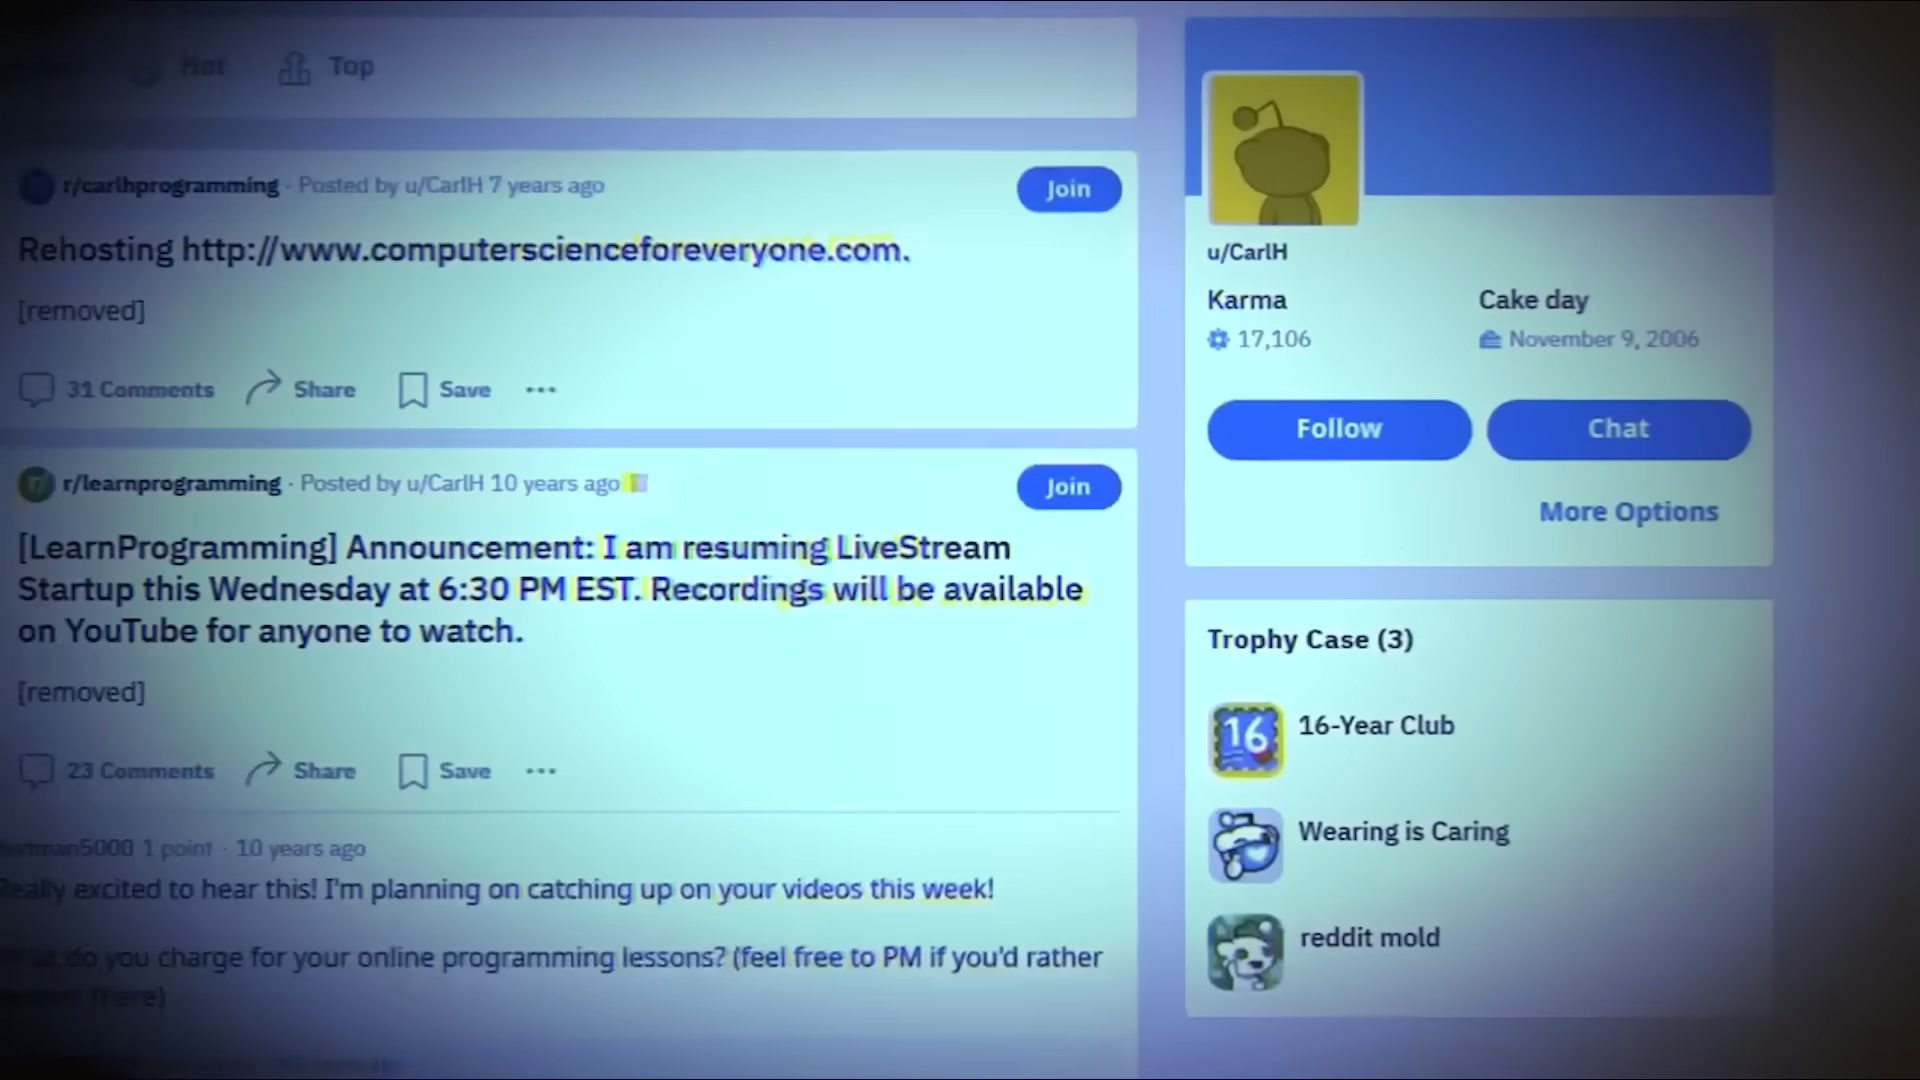 Hot
Top
r/carlhprogramming · Posted by u/CarlH 7 years ago
Join
Rehosting http://www.computerscienceforeveryone.com.
[removed]
31 Comments
Share
Save
r/learnprogramming · Posted by u/CarlH 10 years ago
Join
[LearnProgramming] Announcement: I am resuming LiveStream
Startup this Wednesday at 6:30 PM EST. Recordings will be available
on YouTube for anyone to watch.
[removed]
23 Comments
Share
Save
1 point · 10 years ago
Really excited to hear this! I'm planning on catching up on your videos this week!
do you charge for your online programming lessons? (feel free to PM if you'd rather
u/CarlH
Karma
Cake day
17,106
November 9, 2006
Follow
Chat
More Options
Trophy Case (3)
16
16-Year Club
Wearing is Caring
reddit mold